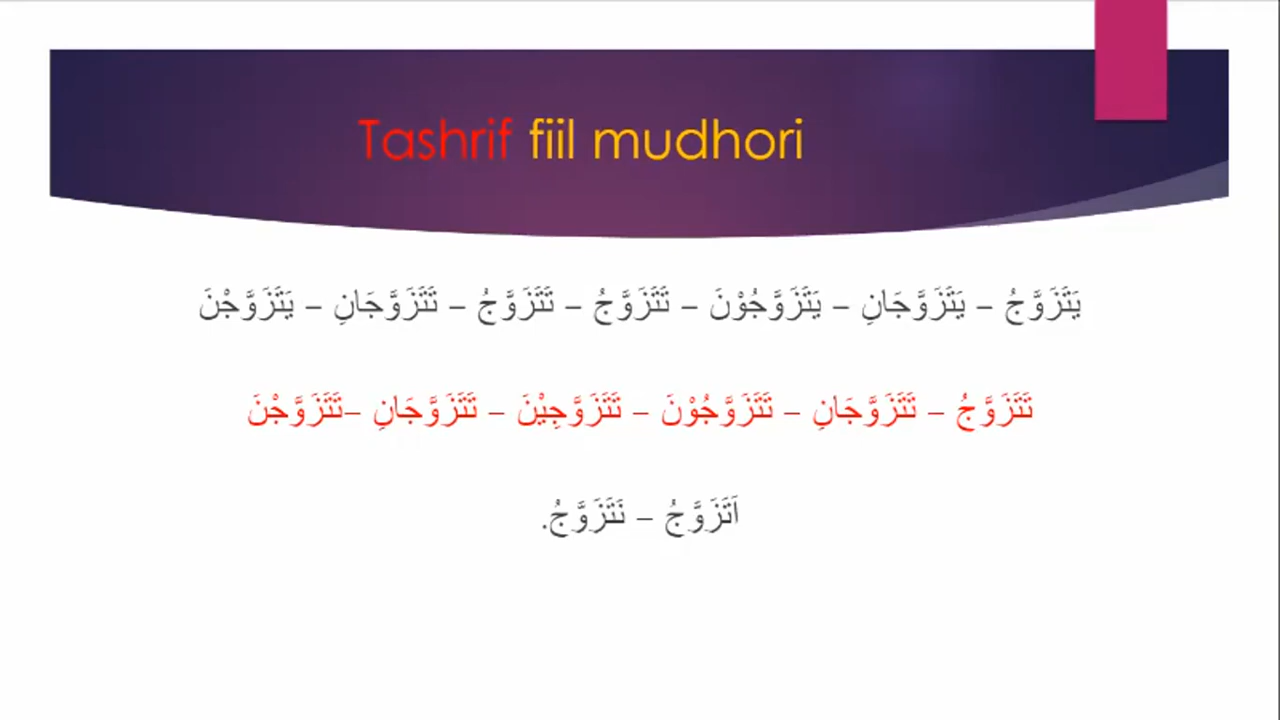 Tashrif fiil mudhori
يَتَزَوَّجُ – يَتَزَوَّجَانِ – يَتَزَوَّجُوْنَ – تَتَزَوَّجُ – تَتَزَوَّجُ – تَتَزَوَّجَانِ – يَتَزَوَّجْنَ
تَتَزَوَّجُ – تَتَزَوَّجَانِ – تَتَزَوَّجُوْنَ – تَتَزَوَّجِيْنَ – تَتَزَوَّجَانِ –تَتَزَوَّجْنَ
اَتَزَوَّجُ – نَتَزَوَّجُ.